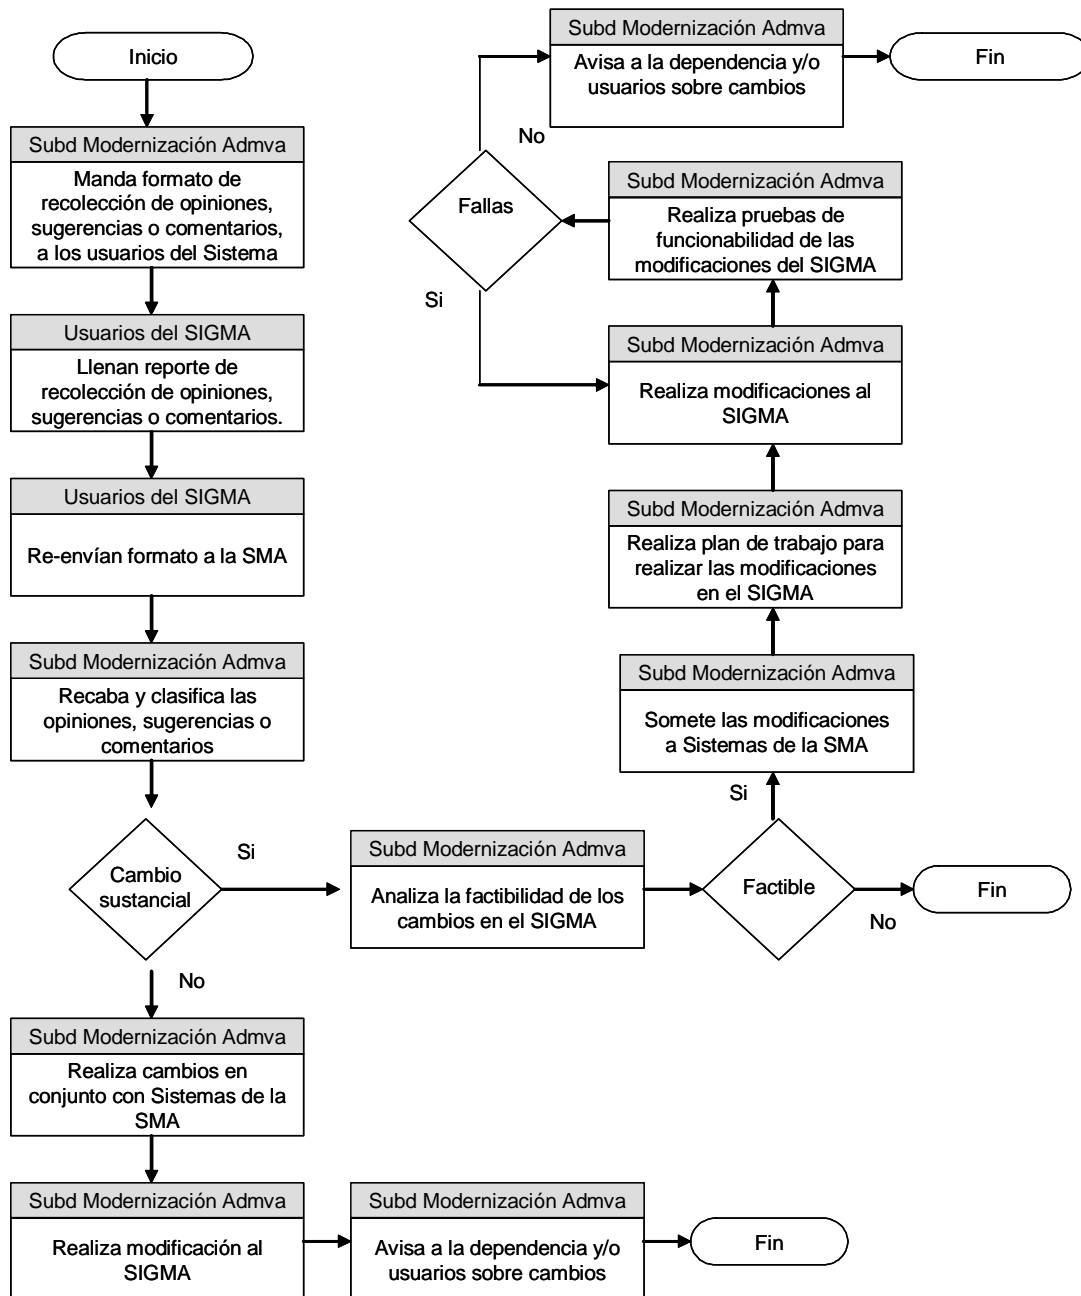 Inicio
Subd Modernización Admva
Manda formato de
recolección de opiniones,
sugerencias o comentarios,
a los usuarios del Sistema
Usuarios del SIGMA
Llenan reporte de
recolección de opiniones,
sugerencias o comentarios.
Usuarios del SIGMA
Re-envían formato a la SMA
Subd Modernización Admva
Recaba y clasifica las
opiniones, sugerencias o
comentarios
Cambio
sustancial
Si
No
Subd Modernización Admva
Realiza cambios en
conjunto con Sistemas de la
SMA
Subd Modernización Admva
Realiza modificación al
SIGMA
Subd Modernización Admva
Avisa a la dependencia y/o
usuarios sobre cambios
Fin
Subd Modernización Admva
Analiza la factibilidad de los
cambios en el SIGMA
Factible
No
Fin
Si
Subd Modernización Admva
Somete las modificaciones
a Sistemas de la SMA
Subd Modernización Admva
Realiza plan de trabajo para
realizar las modificaciones
en el SIGMA
Subd Modernización Admva
Realiza modificaciones al
SIGMA
Subd Modernización Admva
Realiza pruebas de
funcionabilidad de las
modificaciones del SIGMA
Fallas
Si
No
Subd Modernización Admva
Avisa a la dependencia y/o
usuarios sobre cambios
Fin